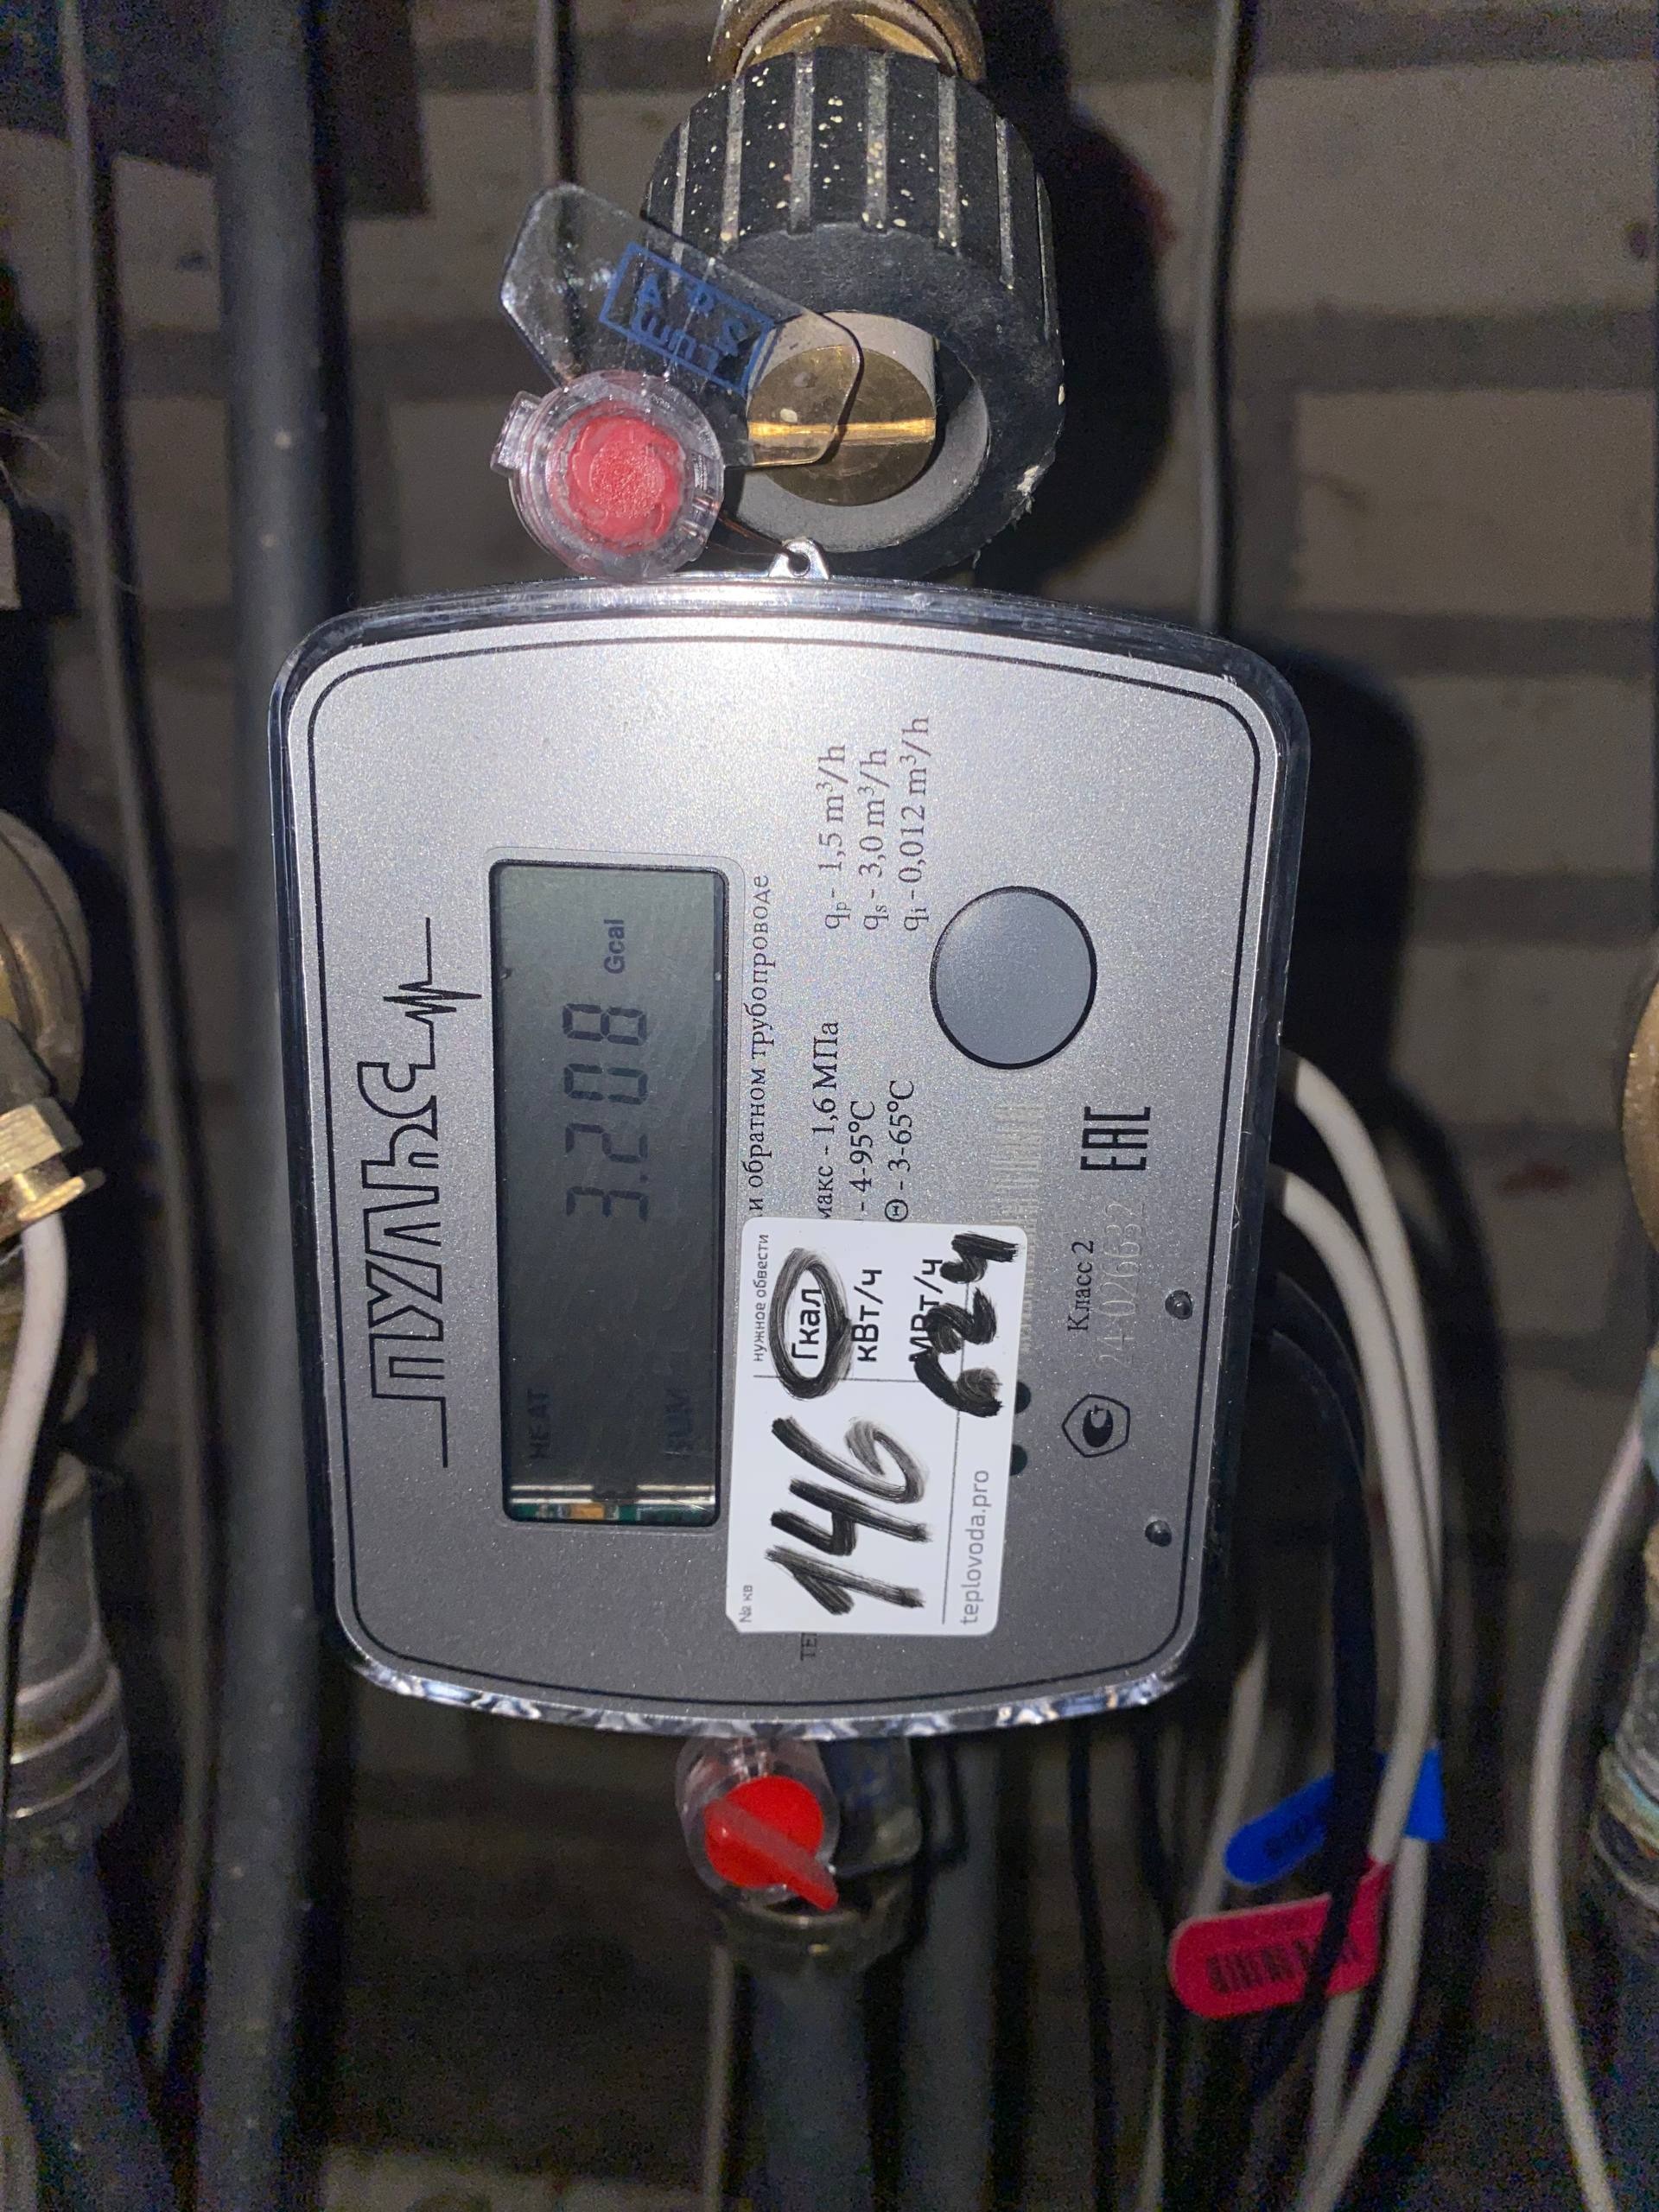 ПУЛЬС
HEAT
3.208 Gcal
SUM
и обратном трубопроводе
макс - 1,6 МПа
- 4-95°C
Θ - 3-65°C
qp - 1,5 m³/h
qs - 3,0 m³/h
qi - 0,012 m³/h
№ кв
146
нужное обвести
Гкал
кВт/ч
МВт/ч
teplovoda.pro
Класс 2
EAC